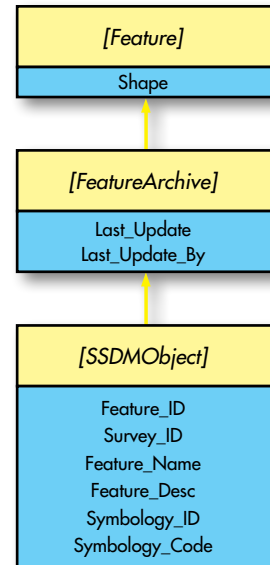 [Feature]
Shape
[FeatureArchive]
Last_Update
Last_Update_By
[SSDMObject]
Feature_ID
Survey_ID
Feature_Name
Feature_Desc
Symbology_ID
Symbology_Code